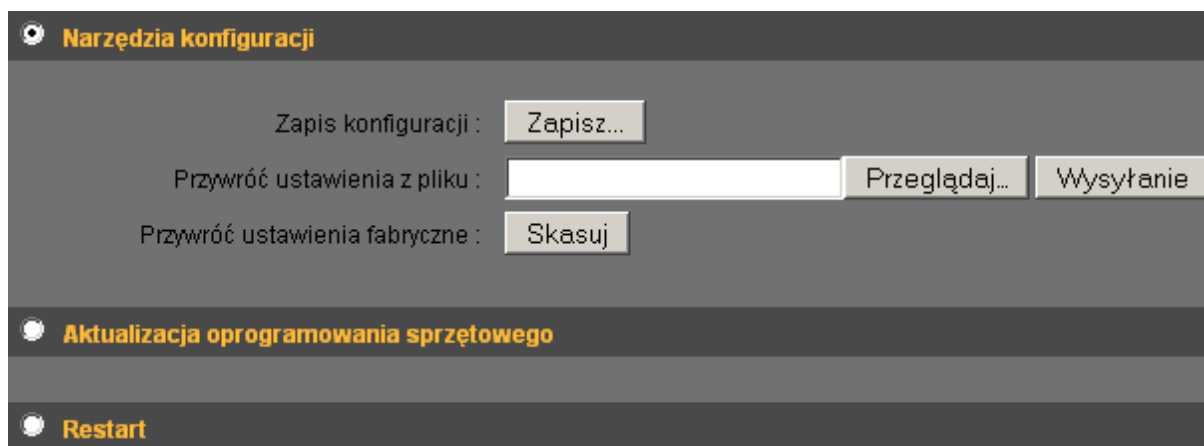 Narzędzia konfiguracji
Zapis konfiguracji : Zapisz...
Przywróć ustawienia z pliku : Przeglądaj... Wysyłanie
Przywróć ustawienia fabryczne : Skasuj
Aktualizacja oprogramowania sprzętowego
Restart